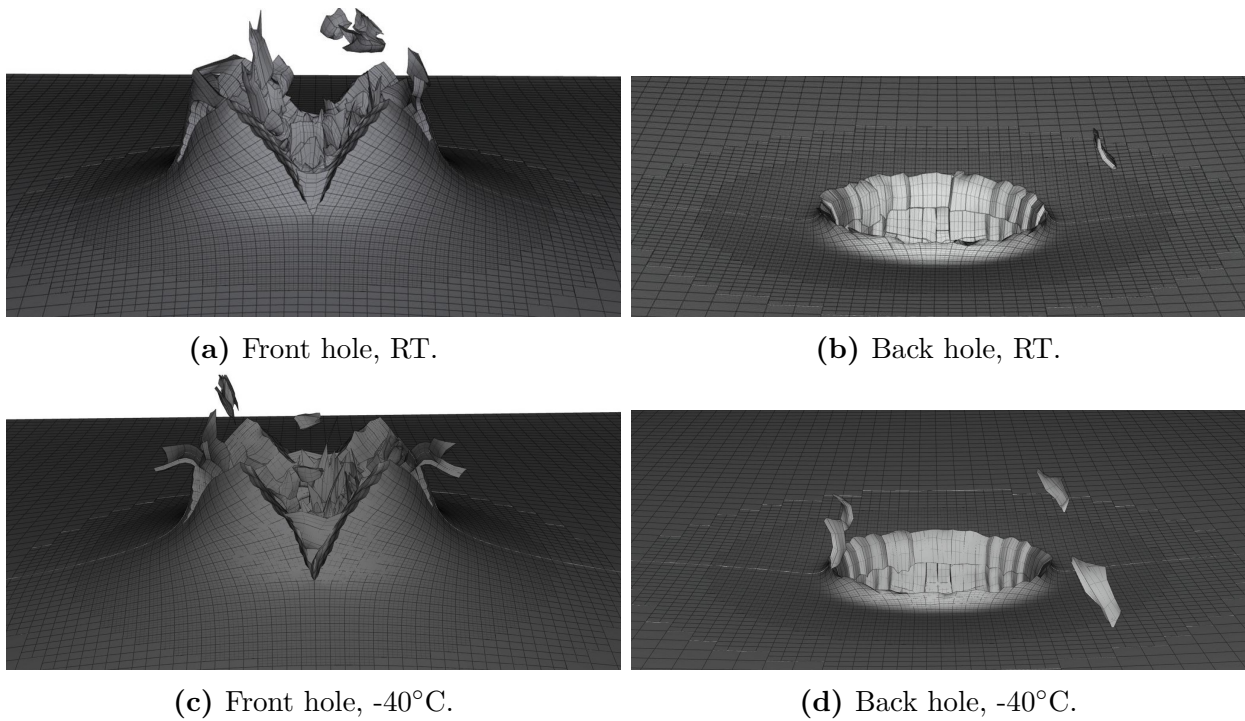 (a) Front hole, RT.
(b) Back hole, RT.
(c) Front hole, -40°C.
(d) Back hole, -40°C.